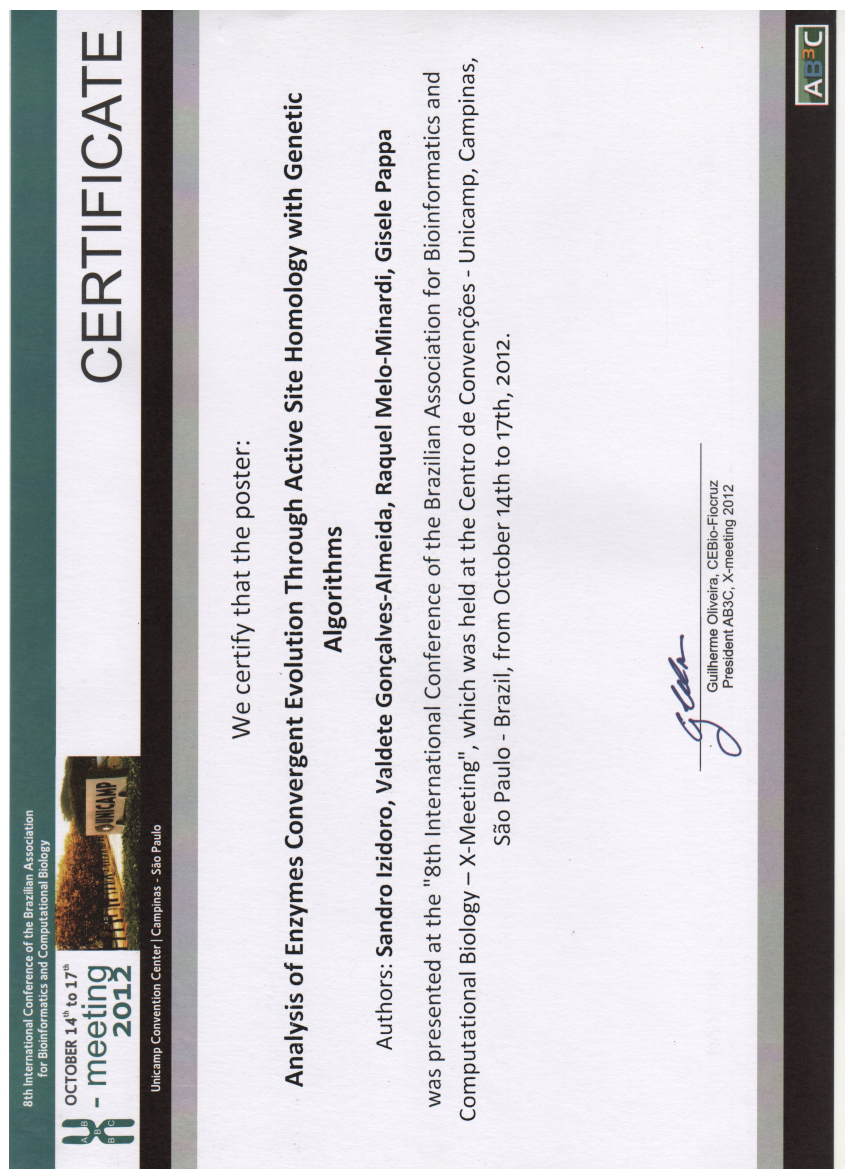 8th International Conference of the Brazilian Association
for Bioinformatics and Computational Biology
OCTOBER 14th to 17th
X - meeting
2012
A B
B
B C
UNICAMP
CERTIFICATE
Unicamp Convention Center | Campinas - São Paulo
We certify that the poster:
Analysis of Enzymes Convergent Evolution Through Active Site Homology with Genetic
Algorithms
Authors: Sandro Izidoro, Valdete Gonçalves-Almeida, Raquel Melo-Minardi, Gisele Pappa
was presented at the "8th International Conference of the Brazilian Association for Bioinformatics and
Computational Biology – X-Meeting", which was held at the Centro de Convenções - Unicamp, Campinas,
São Paulo - Brazil, from October 14th to 17th, 2012.
Guilherme Oliveira, CEBio-Fiocruz
President AB3C, X-meeting 2012
AB³C